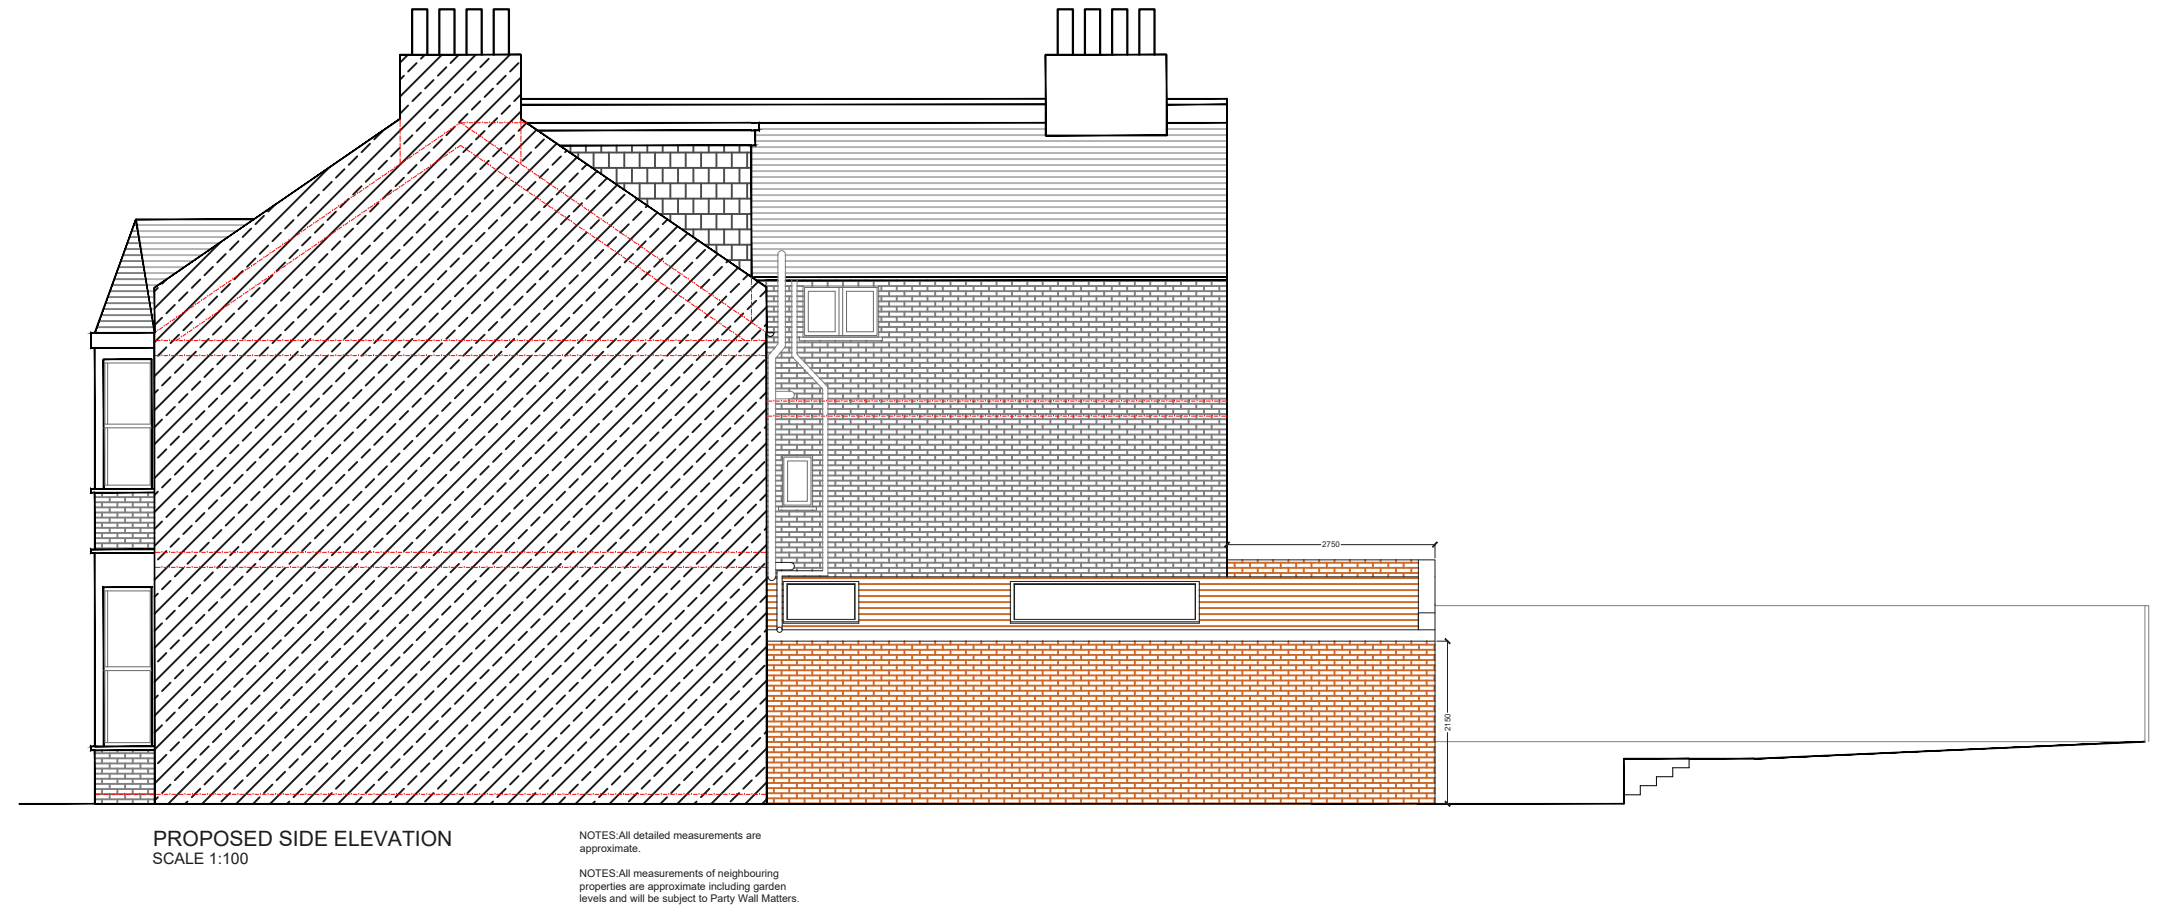 2750
2150
PROPOSED SIDE ELEVATION
SCALE 1:100
NOTES:All detailed measurements are
approximate.
NOTES:All measurements of neighbouring
properties are approximate including garden
levels and will be subject to Party Wall Matters.